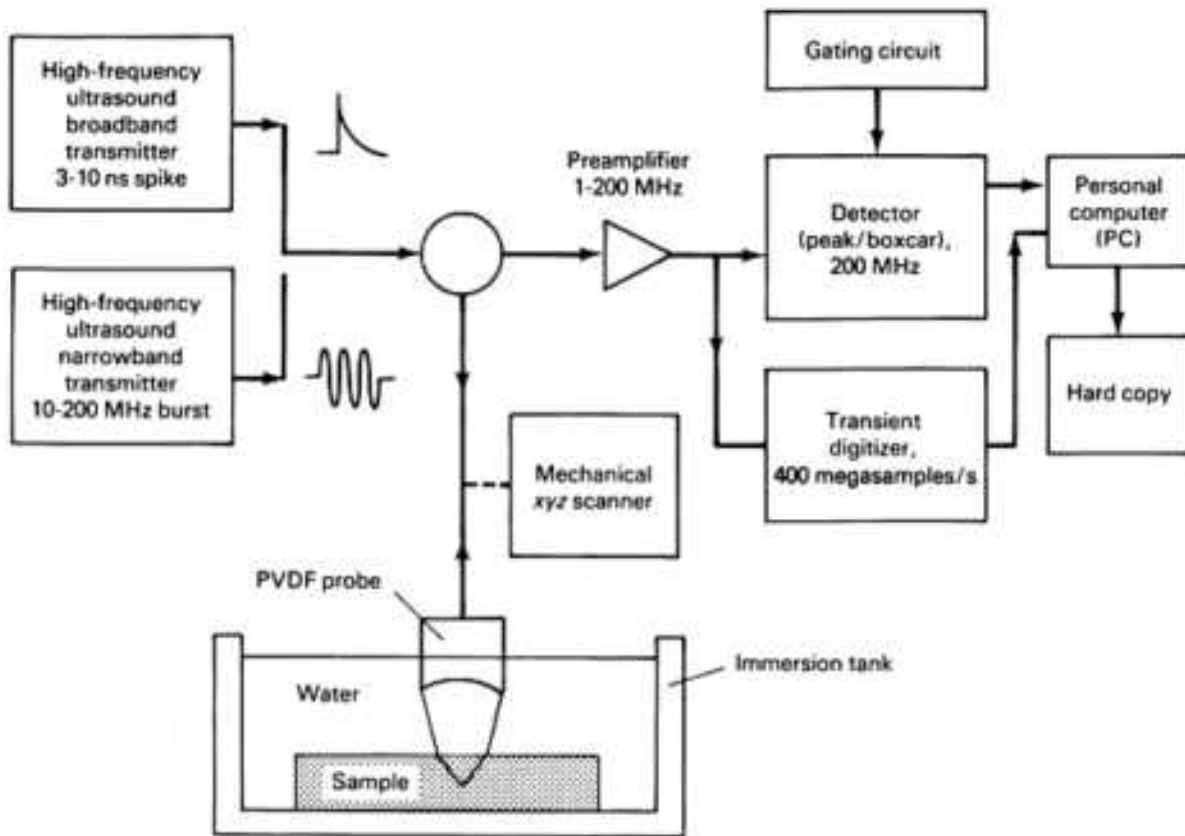 High-frequency
ultrasound
broadband
transmitter
3-10 ns spike
High-frequency
ultrasound
narrowband
transmitter
10-200 MHz burst
Preamplifier
1-200 MHz
Gating circuit
Detector
(peak/boxcar),
200 MHz
Personal
computer
(PC)
Hard copy
Transient
digitizer,
400 megasamples/s
Mechanical
xyz scanner
PVDF probe
Immersion tank
Water
Sample